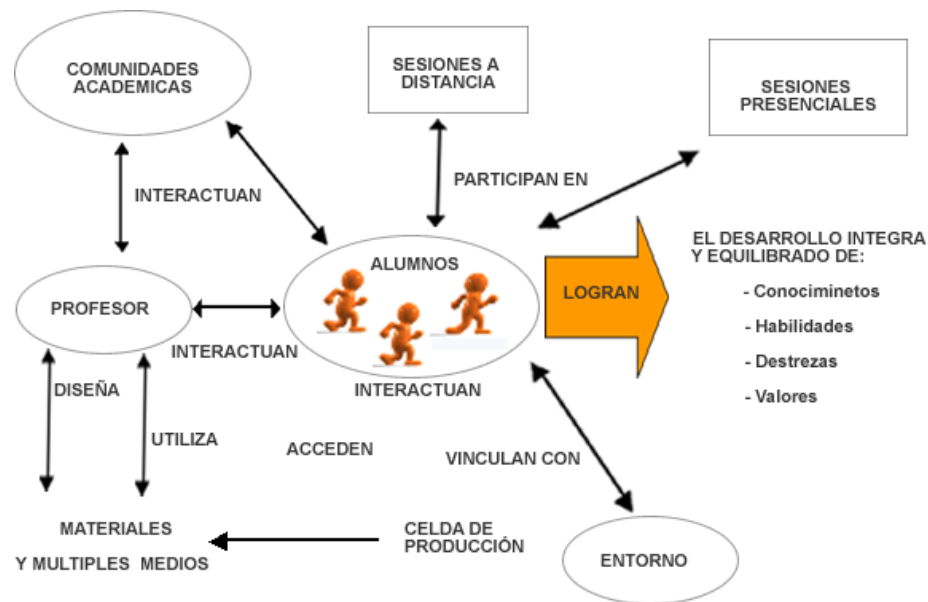 COMUNIDADES
ACADEMICAS
SESIONES A
DISTANCIA
SESIONES
PRESENCIALES
INTERACTUAN
PARTICIPAN EN
ALUMNOS
EL DESARROLLO INTEGRA
Y EQUILIBRADO DE:
LOGRAN
- Conociminetos
- Habilidades
- Destrezas
- Valores
PROFESOR
INTERACTUAN
INTERACTUAN
DISEÑA
UTILIZA
ACCEDEN
VINCULAN CON
MATERIALES
Y MULTIPLES MEDIOS
CELDA DE
PRODUCCIÓN
ENTORNO